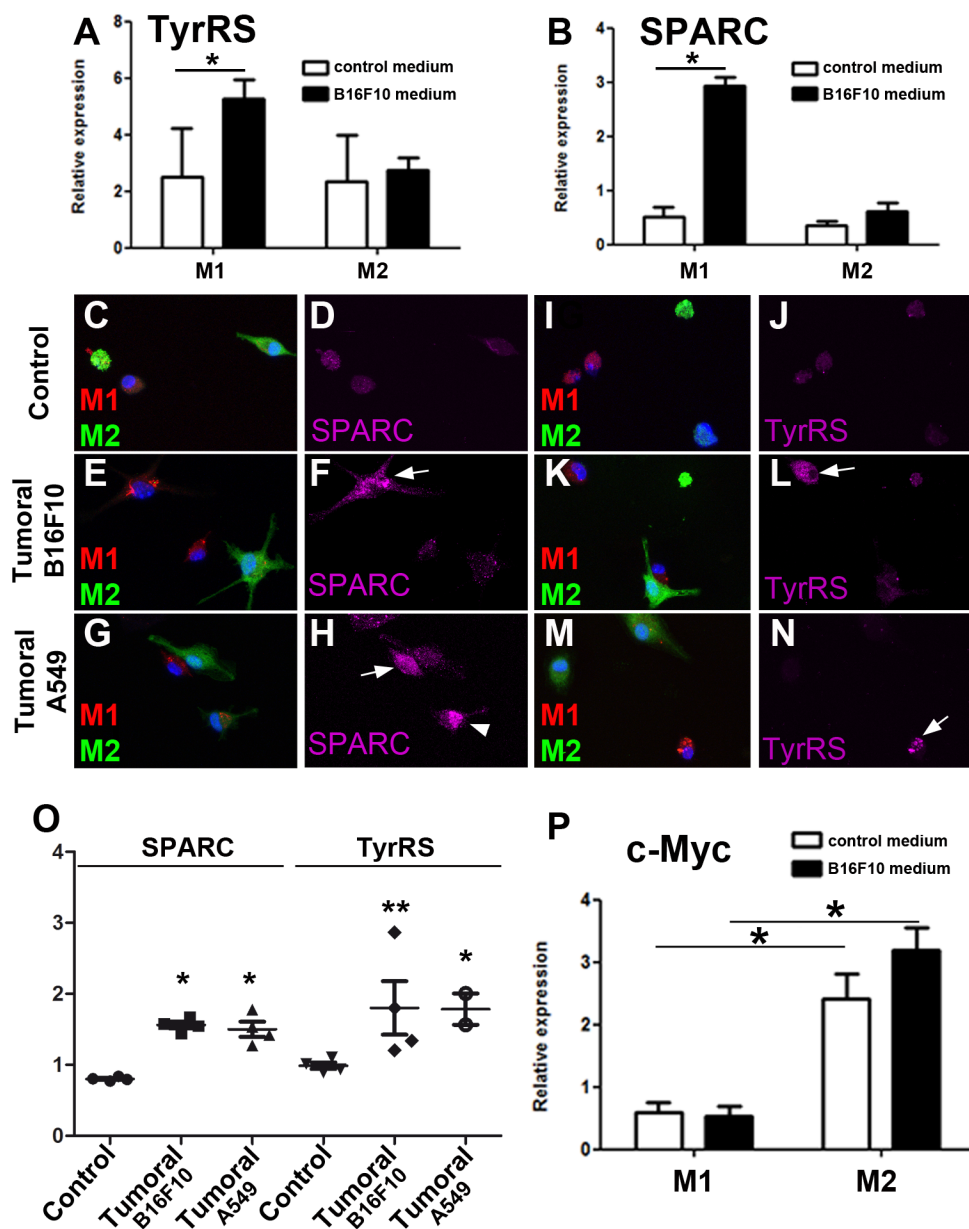 A TyrRS
8
6
4
2
0
Relative expression
*
control medium
B16F10 medium
M1 M2
B SPARC
4
3
2
1
0
Relative expression
*
control medium
B16F10 medium
M1 M2
Control
C
M1
M2
D
SPARC
I
M1
M2
J
TyrRS
Tumoral
B16F10
E
M1
M2
F
SPARC
K
M1
M2
L
TyrRS
Tumoral
A549
G
M1
M2
H
SPARC
M
M1
M2
N
TyrRS
O
SPARC TyrRS
4
3
2
1
0
* * ** *
Control
Tumoral
B16F10
Tumoral
A549
Control
Tumoral
B16F10
Tumoral
A549
P
c-Myc
control medium
B16F10 medium
4
3
2
1
0
Relative expression
*
*
M1 M2